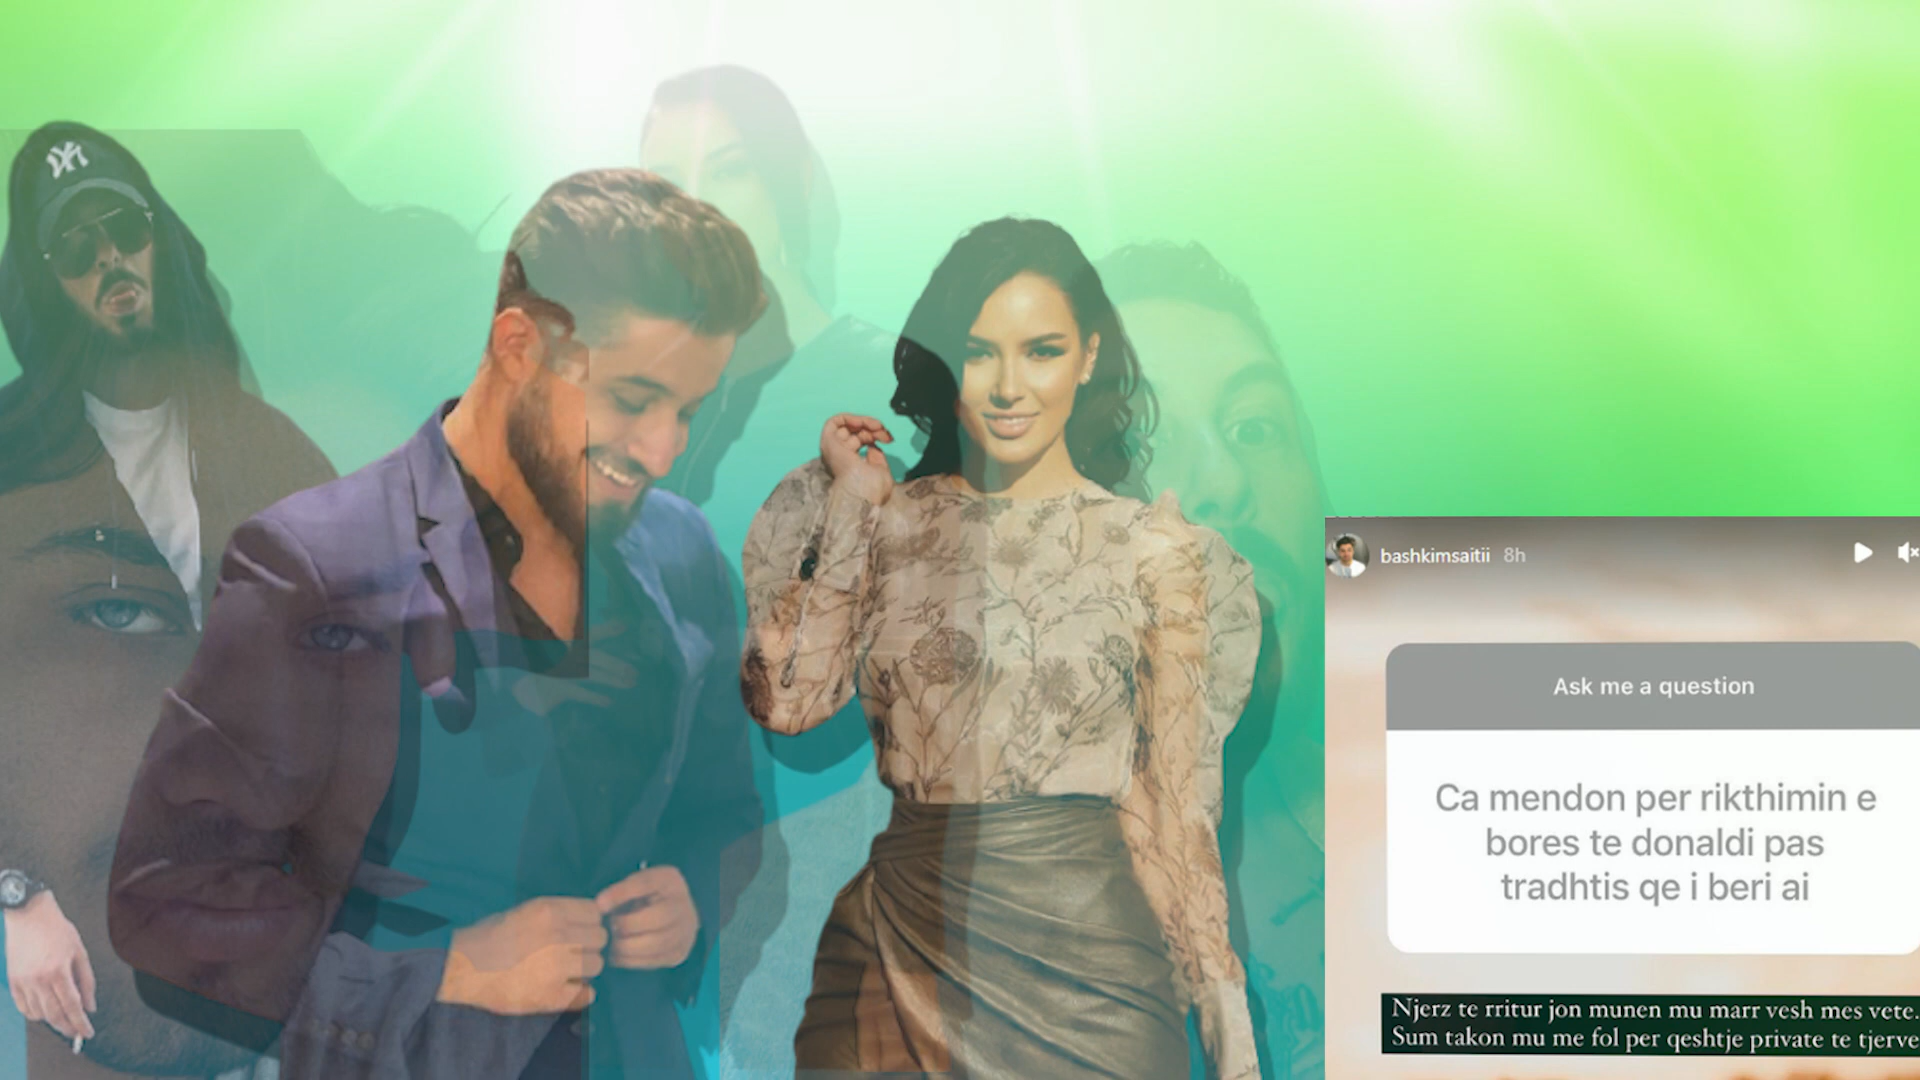 NY
bashkimsaitii 8h
Ask me a question
Ca mendon per rikthimin e
bores te donaldi pas
tradhtis qe i beri ai
Njerz te rritur jon munen mu marr vesh mes vete.
Sum takon mu me fol per qeshtje private te tjerve